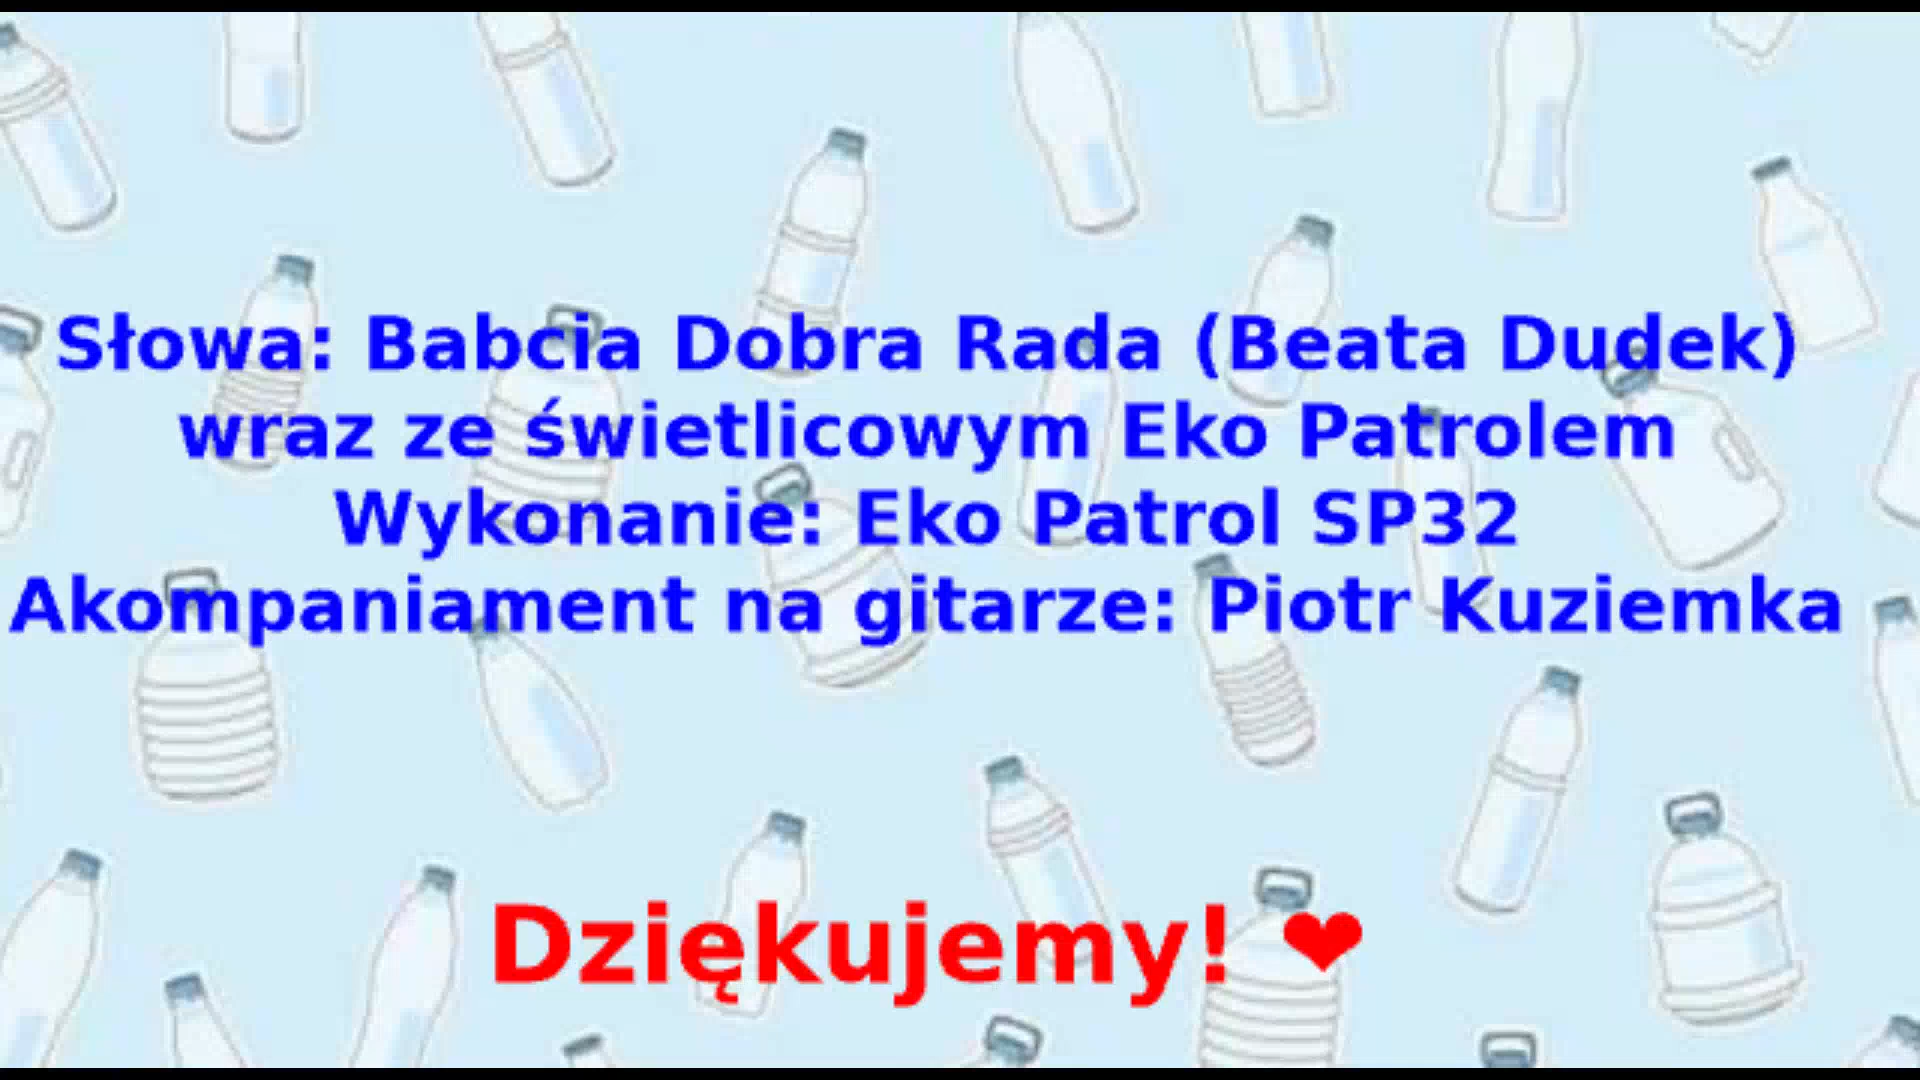 Słowa: Babcia Dobra Rada (Beata Dudek)
wraz ze świetlicowym Eko Patrolem
Wykonanie: Eko Patrol SP32
Akompaniament na gitarze: Piotr Kuziemka
Dziękujemy! ❤